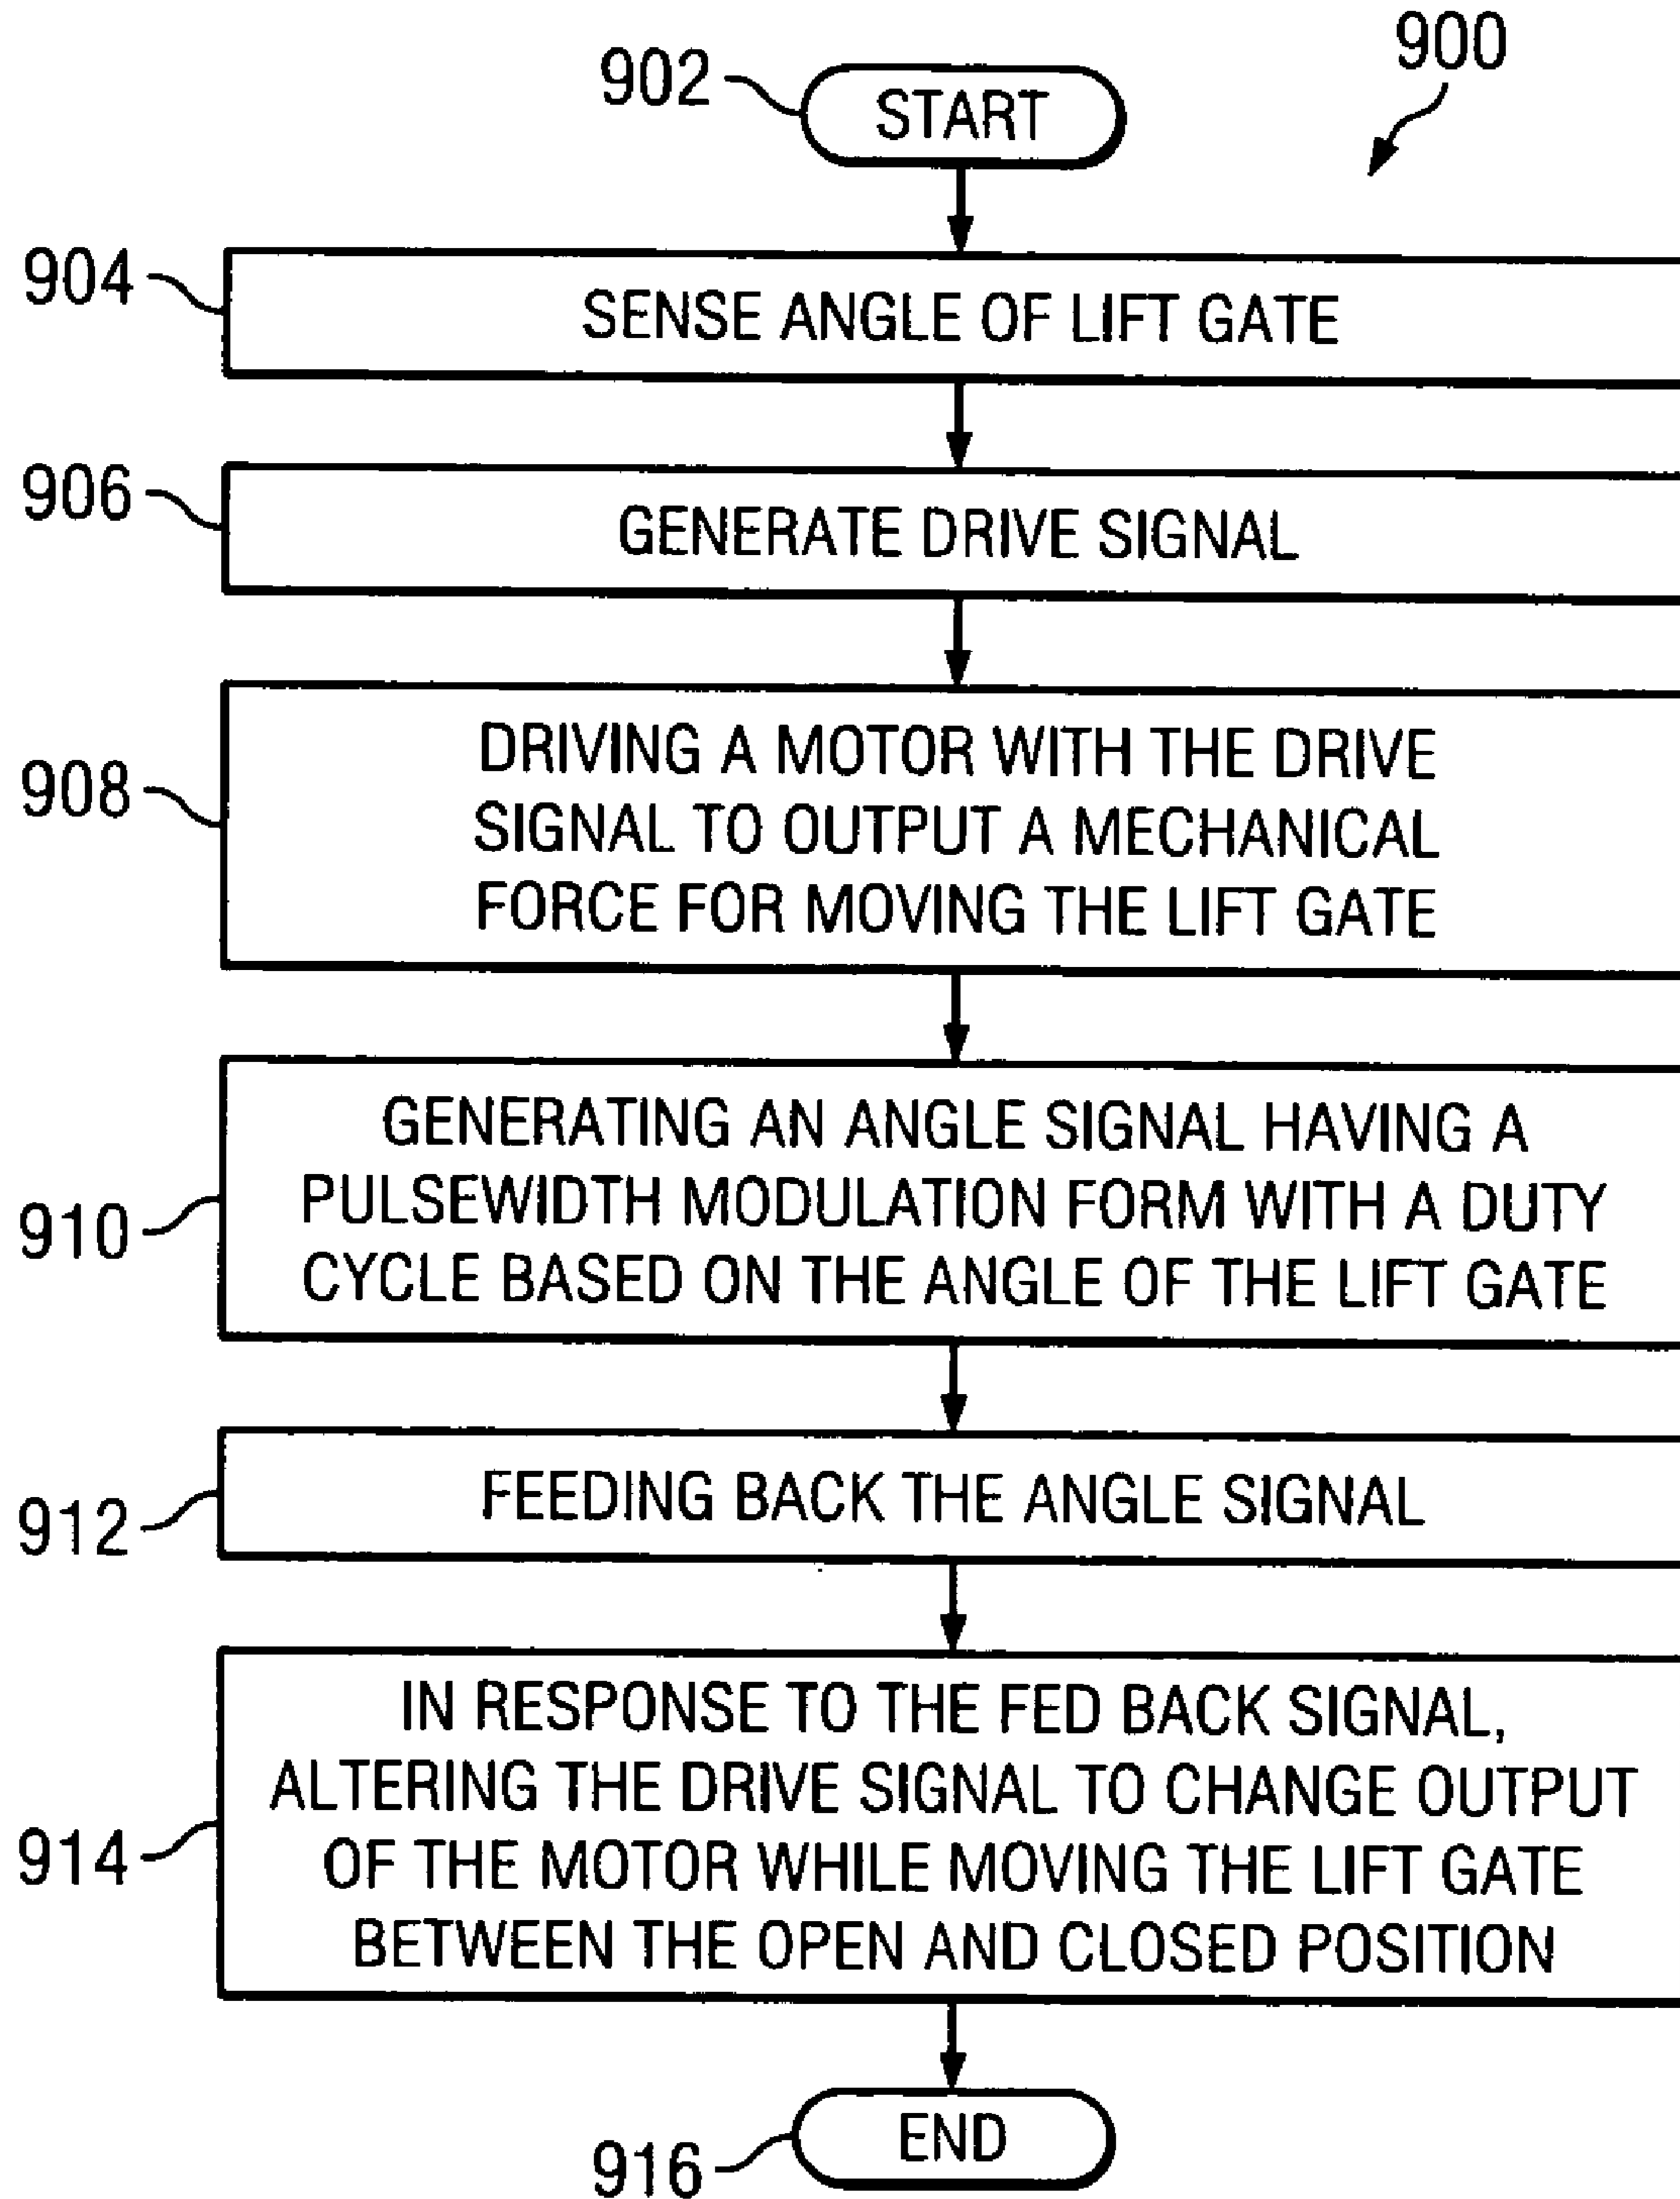 900
902
START
904
SENSE ANGLE OF LIFT GATE
906
GENERATE DRIVE SIGNAL
908
DRIVING A MOTOR WITH THE DRIVE
SIGNAL TO OUTPUT A MECHANICAL
FORCE FOR MOVING THE LIFT GATE
910
GENERATING AN ANGLE SIGNAL HAVING A
PULSEWIDTH MODULATION FORM WITH A DUTY
CYCLE BASED ON THE ANGLE OF THE LIFT GATE
912
FEEDING BACK THE ANGLE SIGNAL
914
IN RESPONSE TO THE FED BACK SIGNAL,
ALTERING THE DRIVE SIGNAL TO CHANGE OUTPUT
OF THE MOTOR WHILE MOVING THE LIFT GATE
BETWEEN THE OPEN AND CLOSED POSITION
916
END